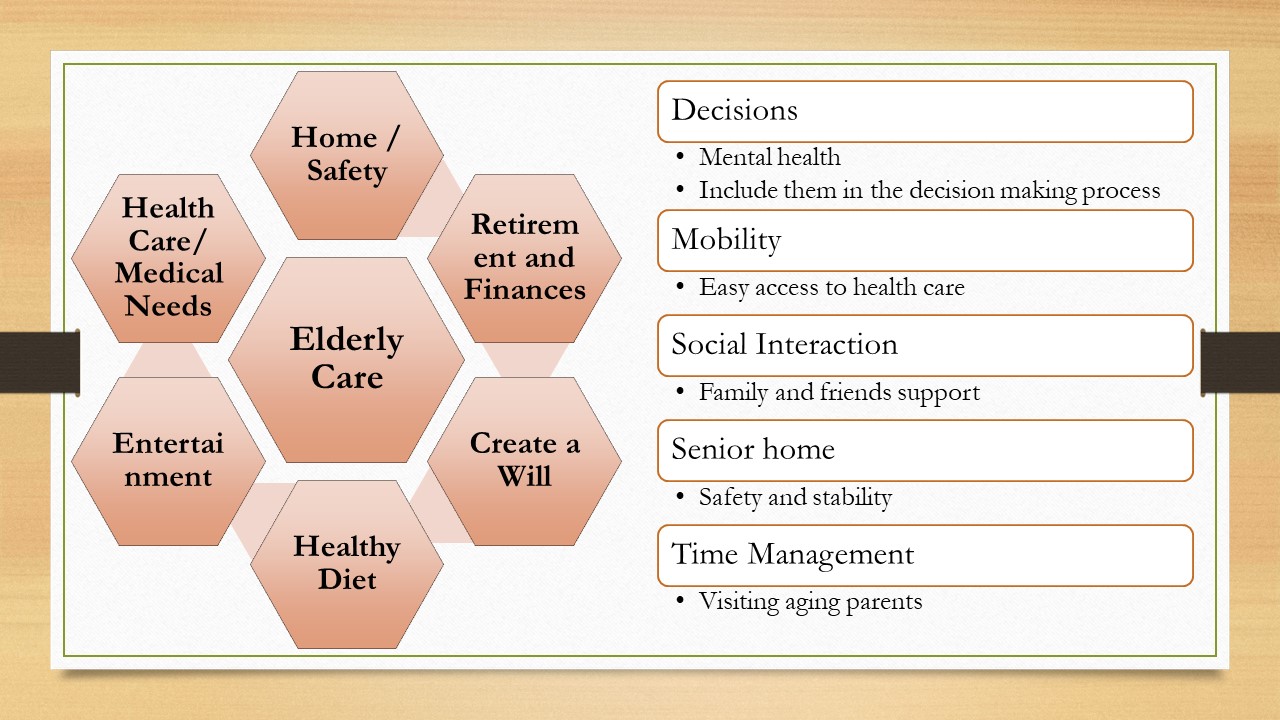 Home /
Safety
Retirem
ent and
Finances
Create a
Will
Healthy
Diet
Entertai
nment
Health
Care/
Medical
Needs
Elderly
Care
Decisions
• Mental health
• Include them in the decision making process
Mobility
• Easy access to health care
Social Interaction
• Family and friends support
Senior home
• Safety and stability
Time Management
• Visiting aging parents